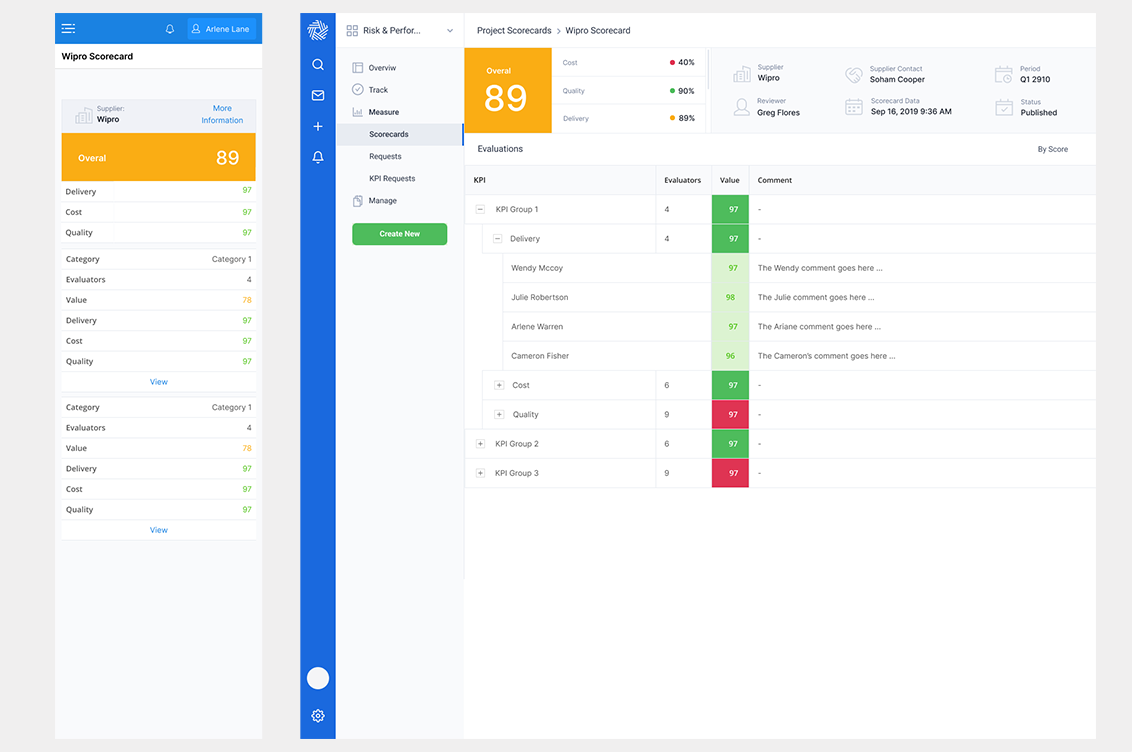 Arlene Lane
Wipro Scorecard
Supplier:
Wipro
More
Information
Overal
89
Delivery 97
Cost 97
Quality 97
Category Category 1
Evaluators 4
Value 78
Delivery 97
Cost 97
Quality 97
View
Category Category 1
Evaluators 4
Value 78
Delivery 97
Cost 97
Quality 97
View
Risk & Perfor...
Overviw
Track
Measure
Scorecards
Requests
KPI Requests
Manage
Create New
Project Scorecards > Wipro Scorecard
Overal
89
Cost 40%
Quality 90%
Delivery 89%
Supplier
Wipro
Supplier Contact
Soham Cooper
Period
Q1 2910
Reviewer
Greg Flores
Scorecard Data
Sep 16, 2019 9:36 AM
Status
Published
Evaluations By Score
KPI Evaluators Value Comment
KPI Group 1 4 97 -
Delivery 4 97 -
Wendy Mccoy 97 The Wendy comment goes here ...
Julie Robertson 98 The Julie comment goes here ...
Arlene Warren 97 The Ariane comment goes here ...
Cameron Fisher 96 The Cameron's comment goes here ...
Cost 6 97 -
Quality 9 97 -
KPI Group 2 6 97 -
KPI Group 3 9 97 -